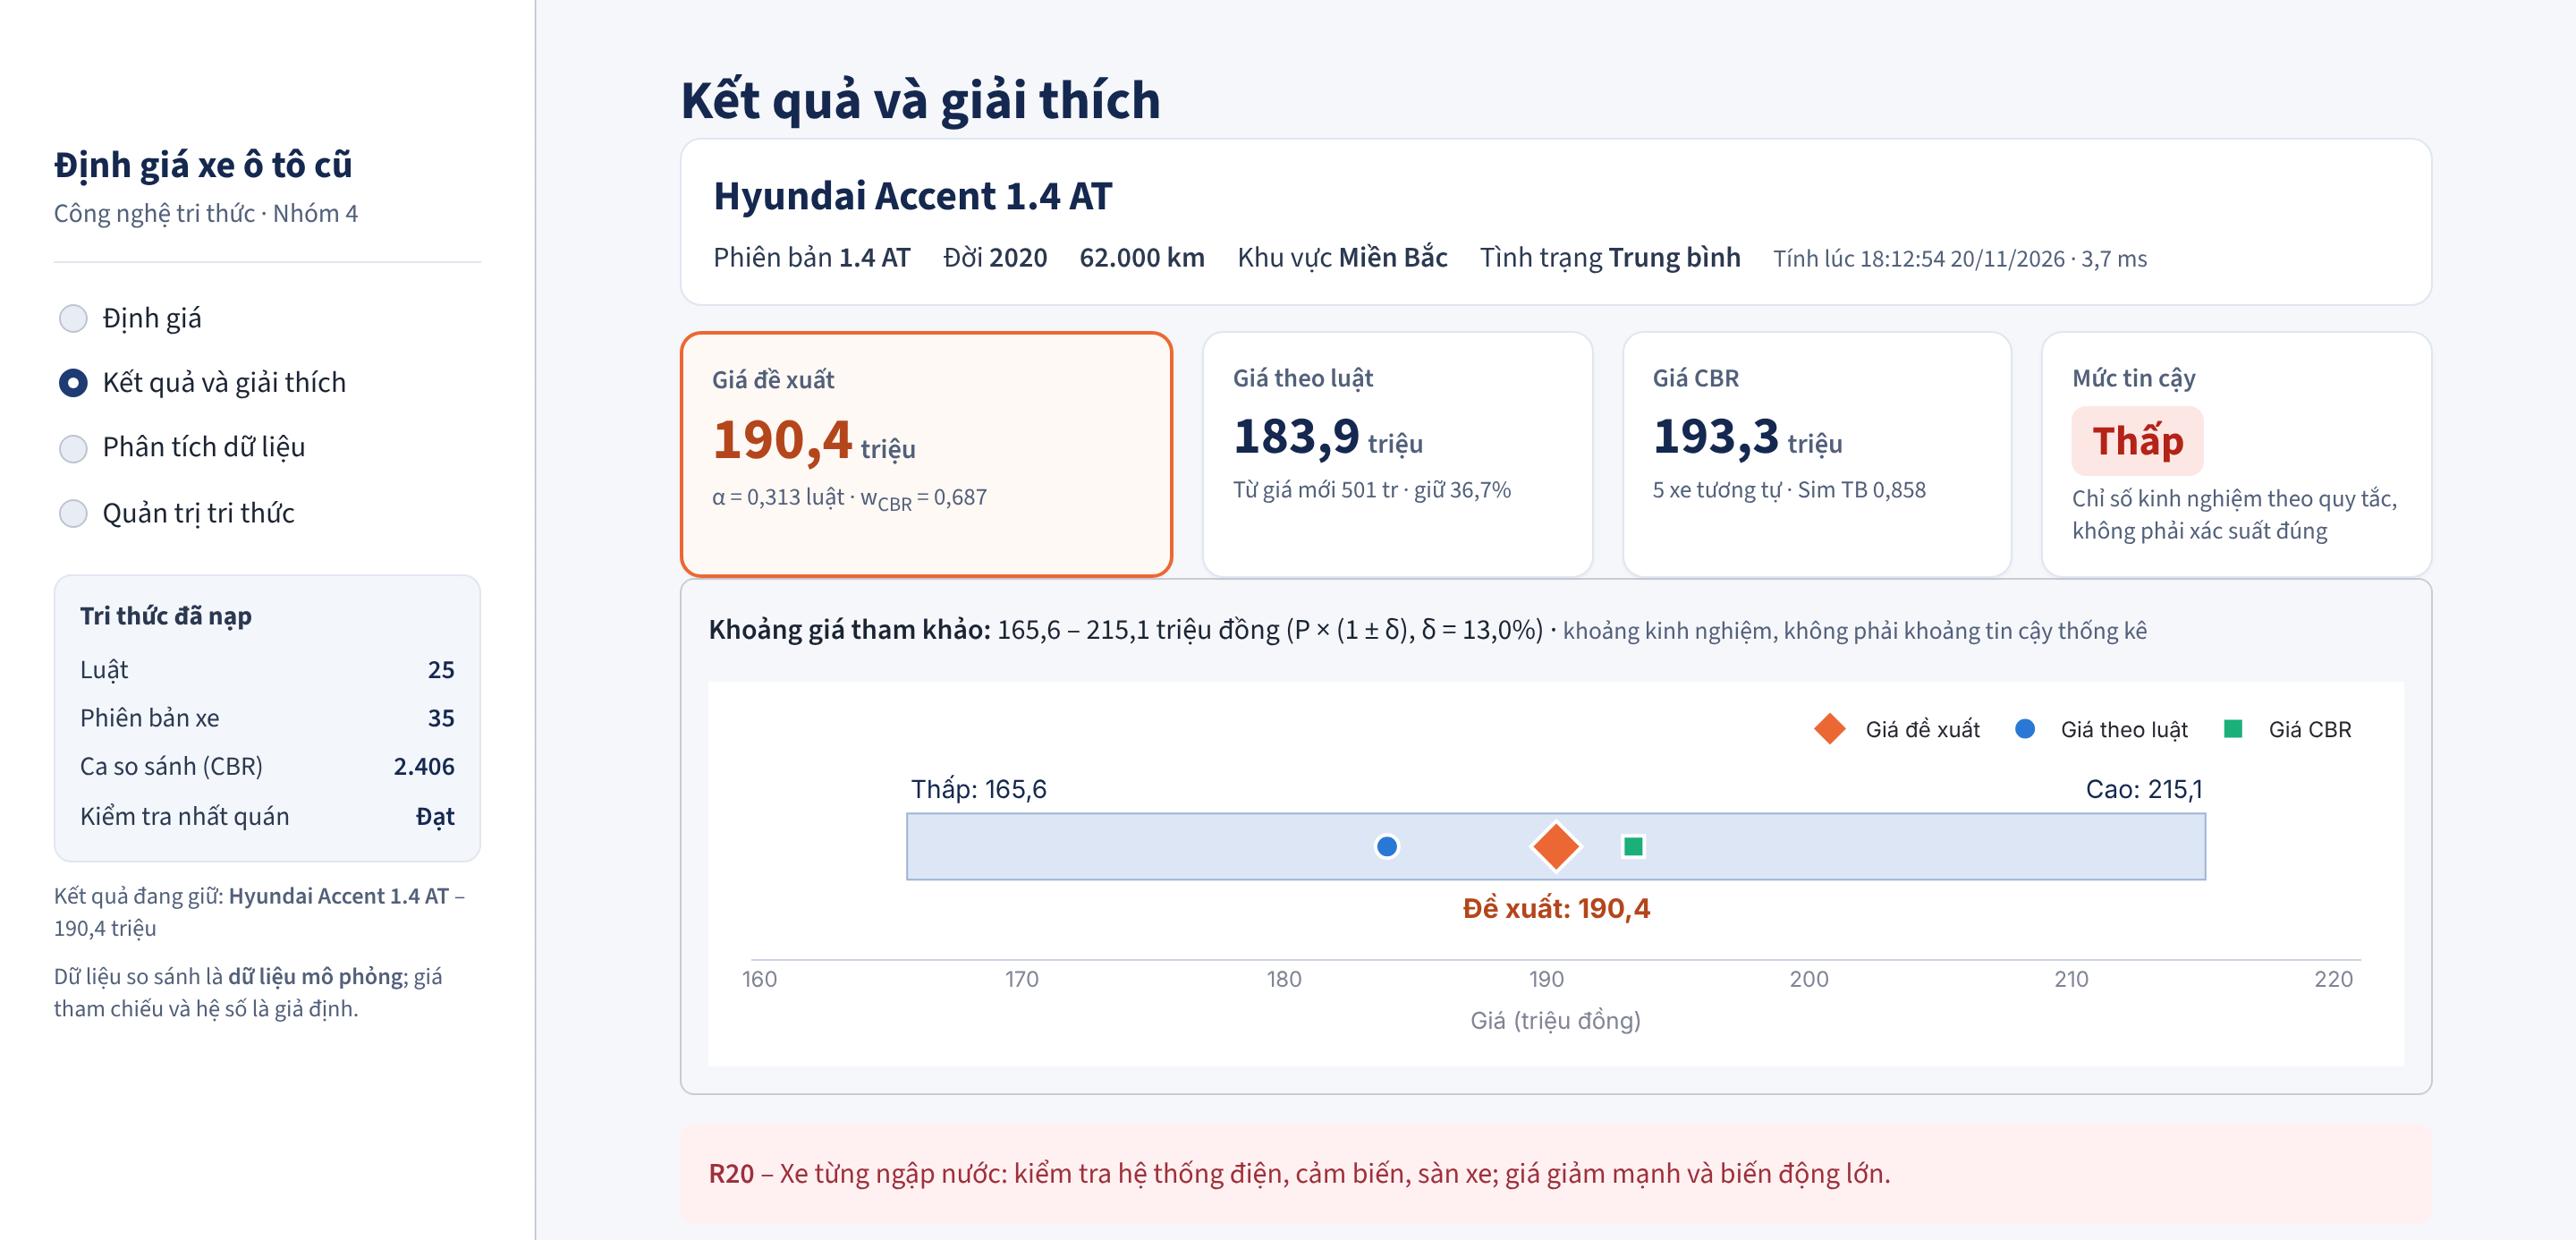 Định giá xe ô tô cũ
Công nghệ tri thức · Nhóm 4
Định giá
Kết quả và giải thích
Phân tích dữ liệu
Quản trị tri thức
Tri thức đã nạp
Luật 25
Phiên bản xe 35
Ca so sánh (CBR) 2.406
Kiểm tra nhất quán Đạt
Kết quả đang giữ: Hyundai Accent 1.4 AT –
190,4 triệu
Dữ liệu so sánh là dữ liệu mô phỏng; giá
tham chiếu và hệ số là giả định.
Kết quả và giải thích
Hyundai Accent 1.4 AT
Phiên bản 1.4 AT Đời 2020 62.000 km Khu vực Miền Bắc Tình trạng Trung bình Tính lúc 18:12:54 20/11/2026 · 3,7 ms
Giá đề xuất
190,4 triệu
α = 0,313 luật · wCBR = 0,687
Giá theo luật
183,9 triệu
Từ giá mới 501 tr · giữ 36,7%
Giá CBR
193,3 triệu
5 xe tương tự · Sim TB 0,858
Mức tin cậy
Thấp
Chỉ số kinh nghiệm theo quy tắc,
không phải xác suất đúng
Khoảng giá tham khảo: 165,6 – 215,1 triệu đồng (P × (1 ± δ), δ = 13,0%) · khoảng kinh nghiệm, không phải khoảng tin cậy thống kê
Giá đề xuất Giá theo luật Giá CBR
Thấp: 165,6 Cao: 215,1
Đề xuất: 190,4
160 170 180 190 200 210 220
Giá (triệu đồng)
R20 – Xe từng ngập nước: kiểm tra hệ thống điện, cảm biến, sàn xe; giá giảm mạnh và biến động lớn.